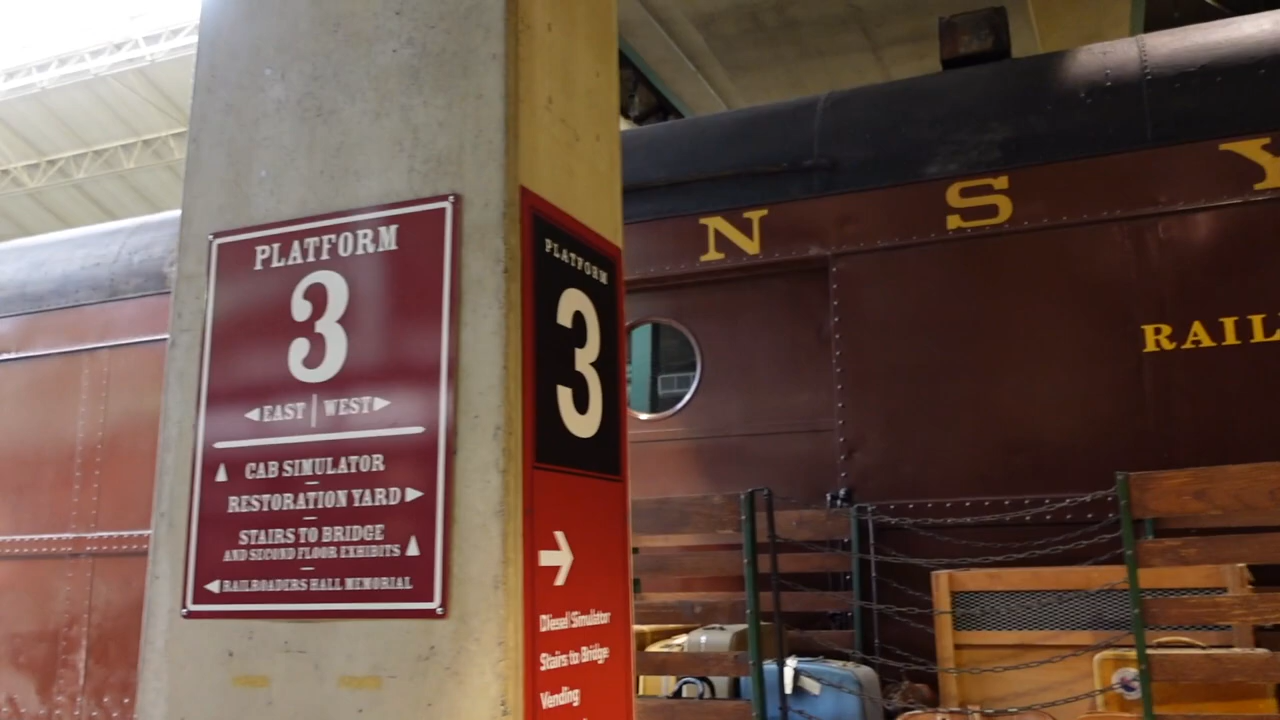 PLATFORM
3
EAST | WEST
CAB SIMULATOR
RESTORATION YARD
STAIRS TO BRIDGE
AND SECOND FLOOR EXHIBITS
RAILROADERS HALL MEMORIAL
PLATFORM
3
Diesel Simulator
Stairs to Bridge
Vending
N S Y
RAIL